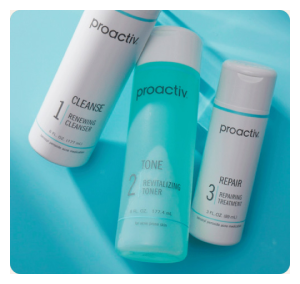 proactiv.
1
CLEANSE
RENEWING
CLEANSER
proactiv.
TONE
2
REVITALIZING
TONER
proactiv.
REPAIR
3
REPAIRING
TREATMENT